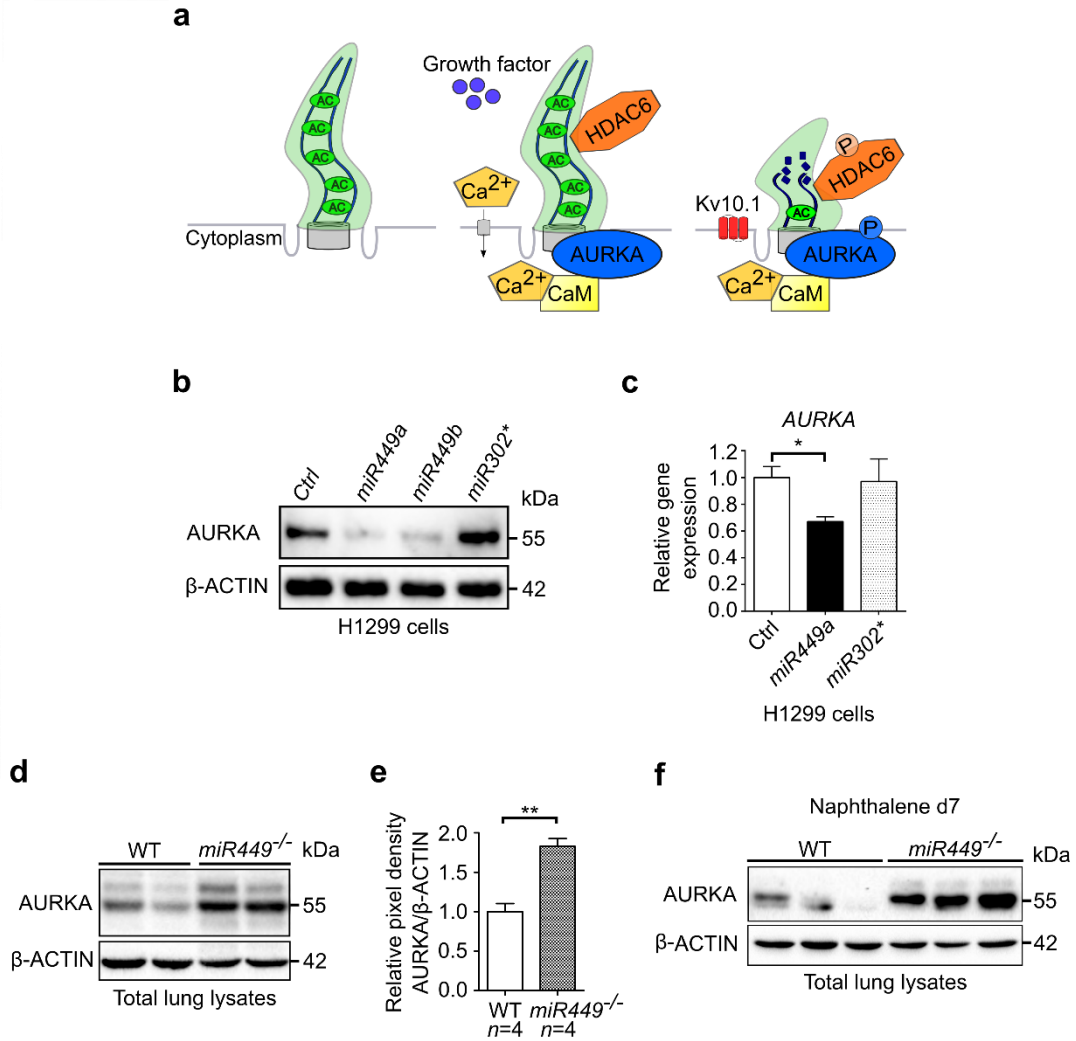 a
Growth factor
AC
AC
AC
AC
AC
Cytoplasm
Ca2+
AC
AC
AC
AC
AC
HDAC6
AURKA
Ca2+
CaM
Kv10.1
P
HDAC6
AC
P
AURKA
Ca2+
CaM
b
Ctrl
miR449a
miR449b
miR302*
kDa
AURKA
55
β-ACTIN
42
H1299 cells
c
AURKA
*
Relative gene
expression
1.2
1.0
0.8
0.6
0.4
0.2
0.0
Ctrl
miR449a
miR302*
H1299 cells
d
WT
miR449-/-
kDa
AURKA
55
β-ACTIN
42
Total lung lysates
e
**
Relative pixel density
AURKA/β-ACTIN
2.0
1.5
1.0
0.5
0.0
WT
n=4
miR449-/-
n=4
f
Naphthalene d7
WT
miR449-/-
kDa
AURKA
55
β-ACTIN
42
Total lung lysates